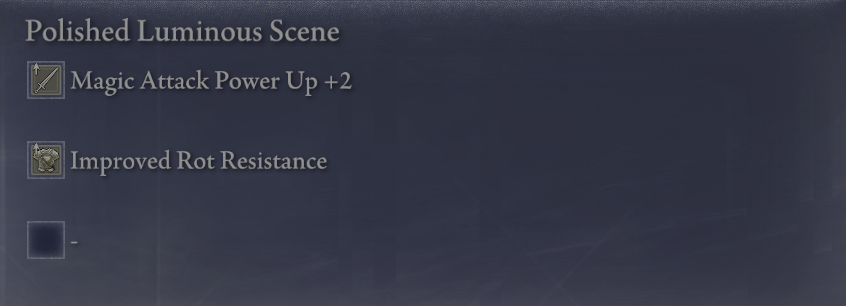 Polished Luminous Scene
Magic Attack Power Up +2
Improved Rot Resistance
-